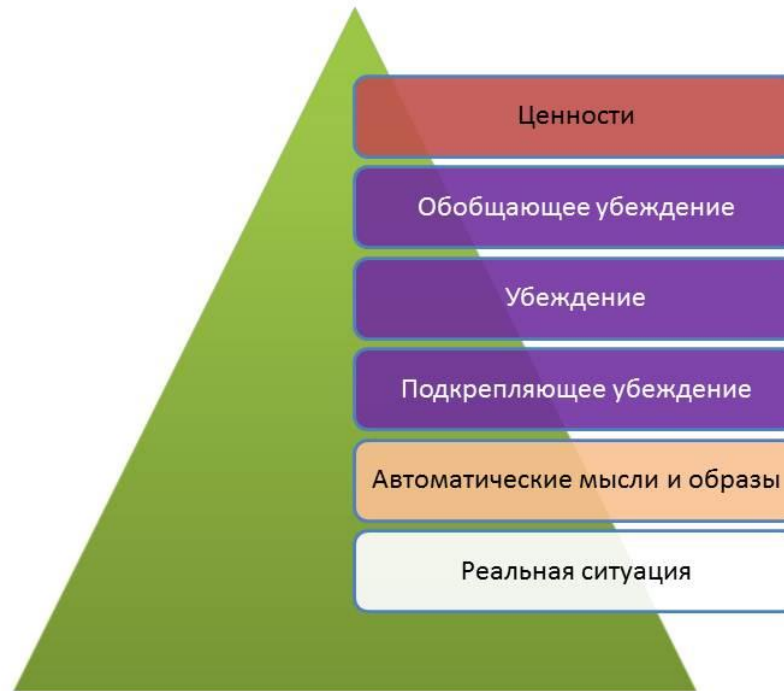 Ценности
Обобщающее убеждение
Убеждение
Подкрепляющее убеждение
Автоматические мысли и образы
Реальная ситуация